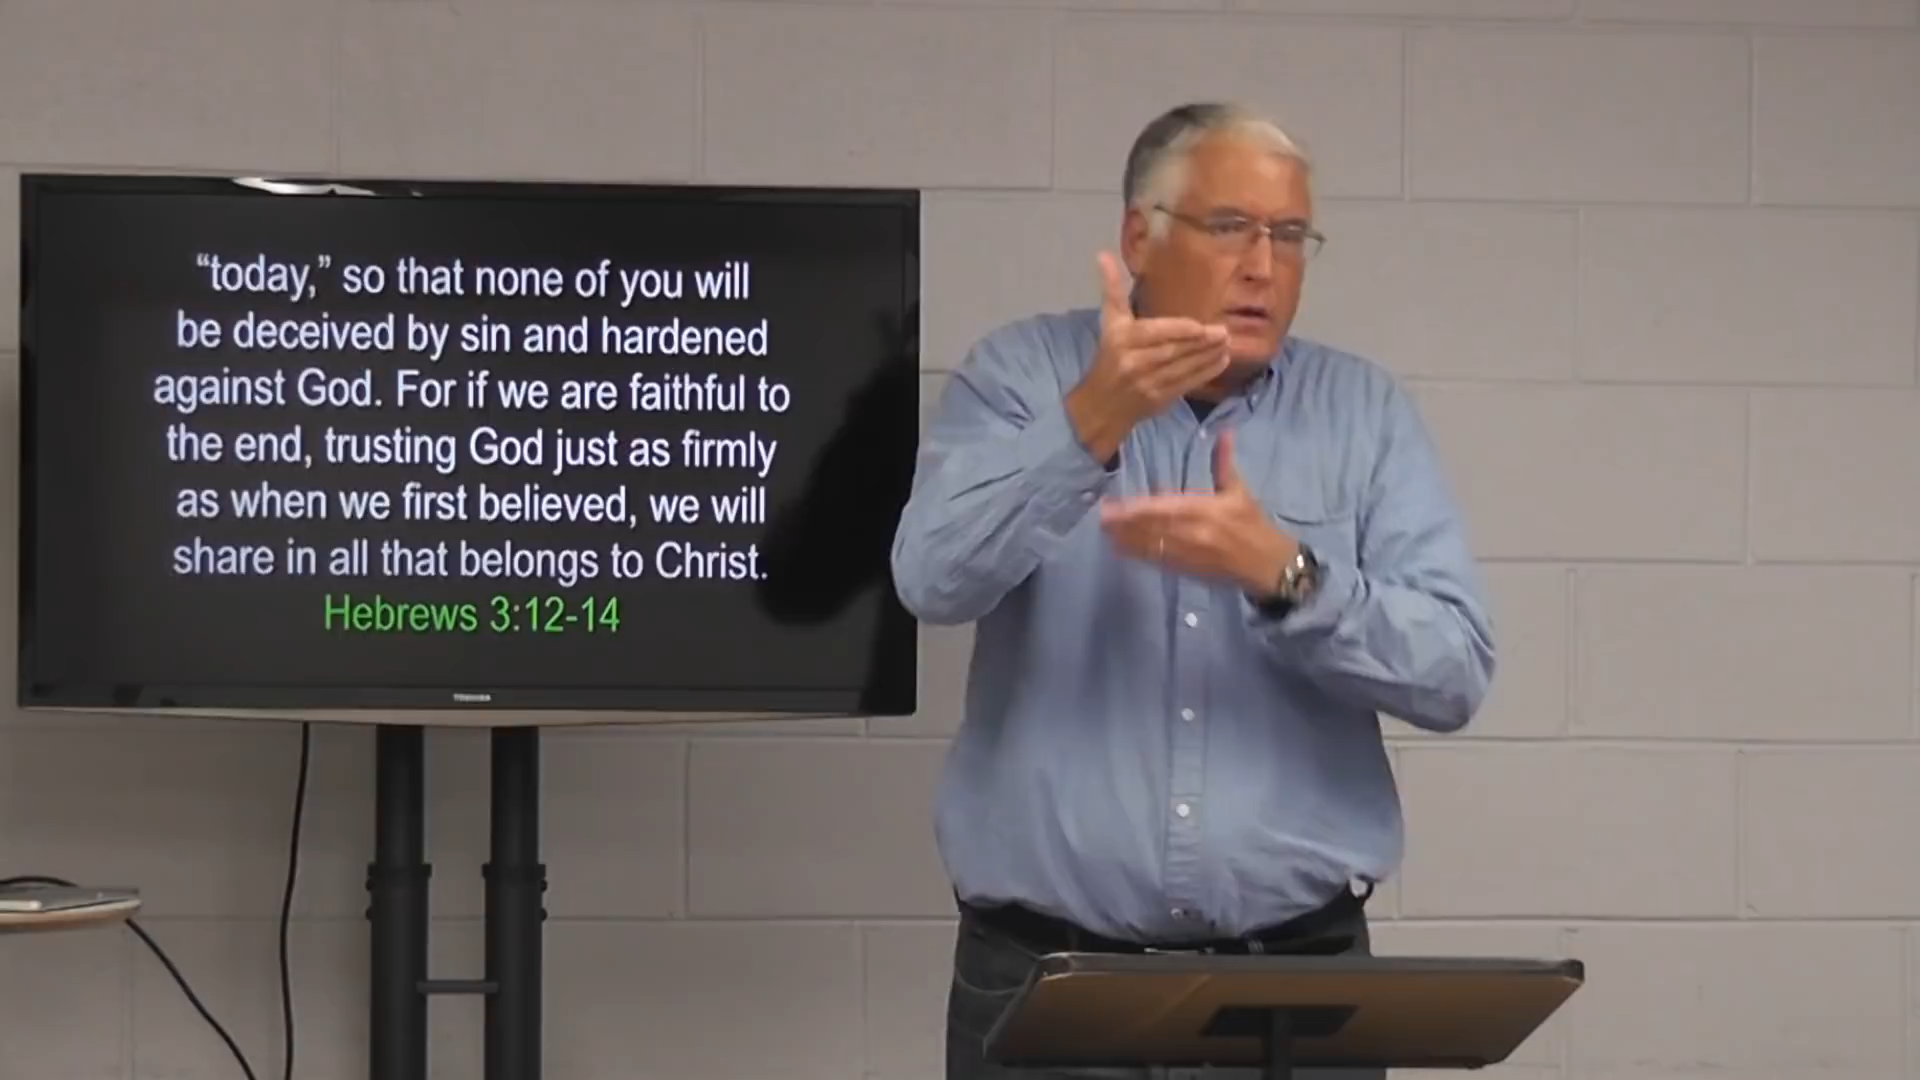 “today,” so that none of you will
be deceived by sin and hardened
against God. For if we are faithful to
the end, trusting God just as firmly
as when we first believed, we will
share in all that belongs to Christ.
Hebrews 3:12-14
TOSHIBA